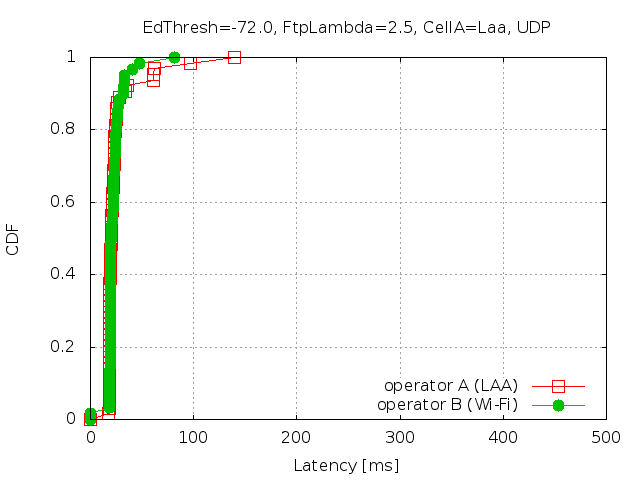 EdThresh=-72.0, FtpLambda=2.5, CellA=Laa, UDP
1
0.8
0.6
0.4
0.2
0
CDF
operator A (LAA)
operator B (Wi-Fi)
0 100 200 300 400 500
Latency [ms]